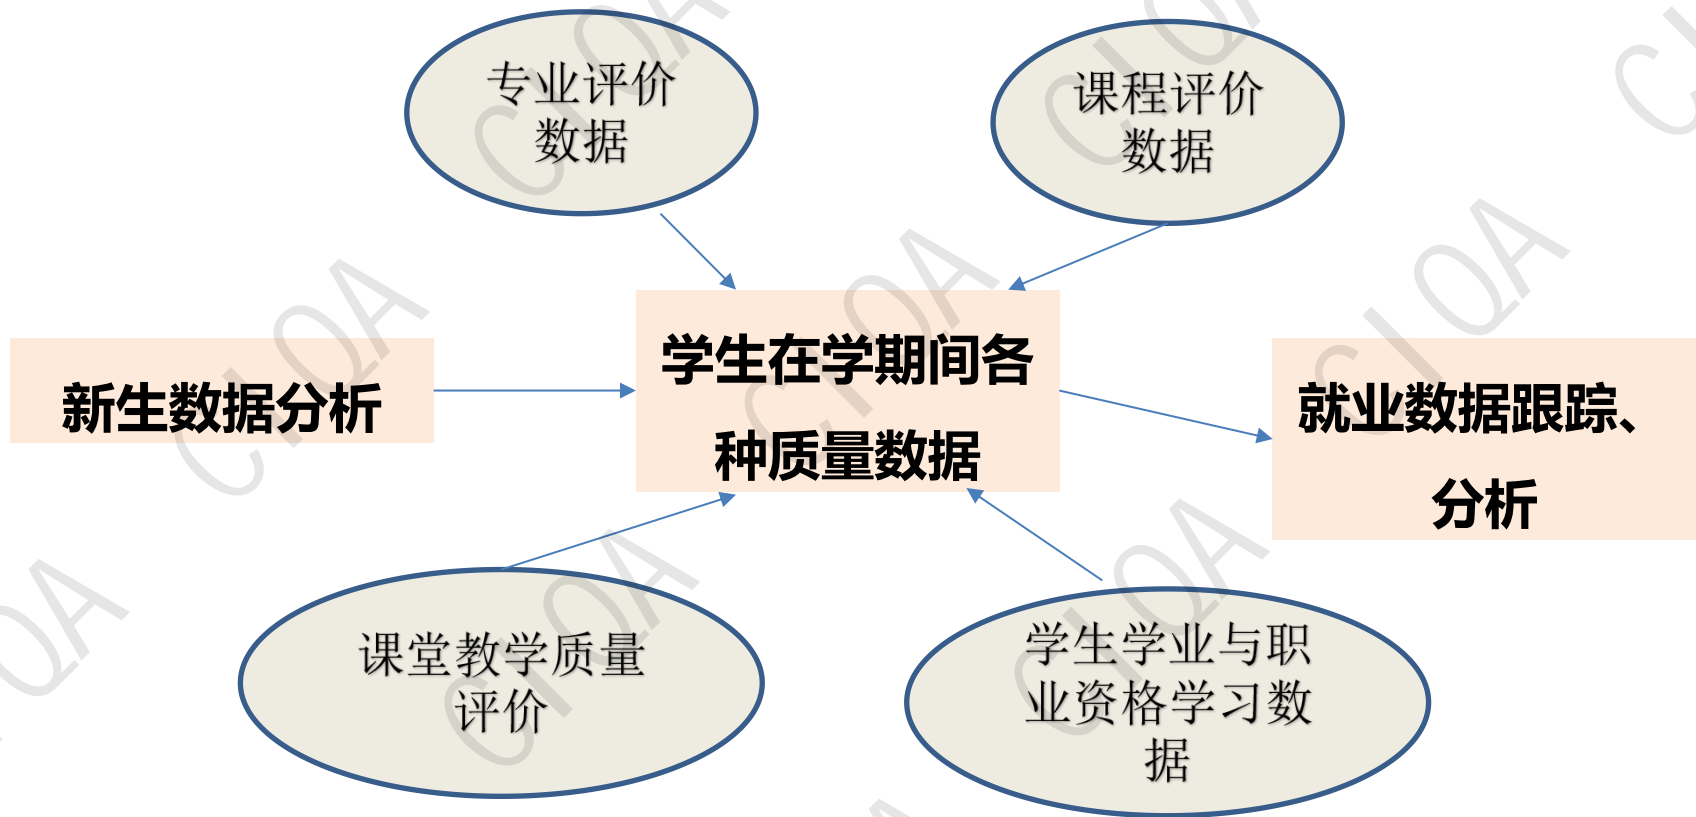 专业评价
数据
课程评价
数据
新生数据分析
学生在学期间各
种质量数据
就业数据跟踪、
分析
课堂教学质量
评价
学生学业与职
业资格学习数
据
CIQA